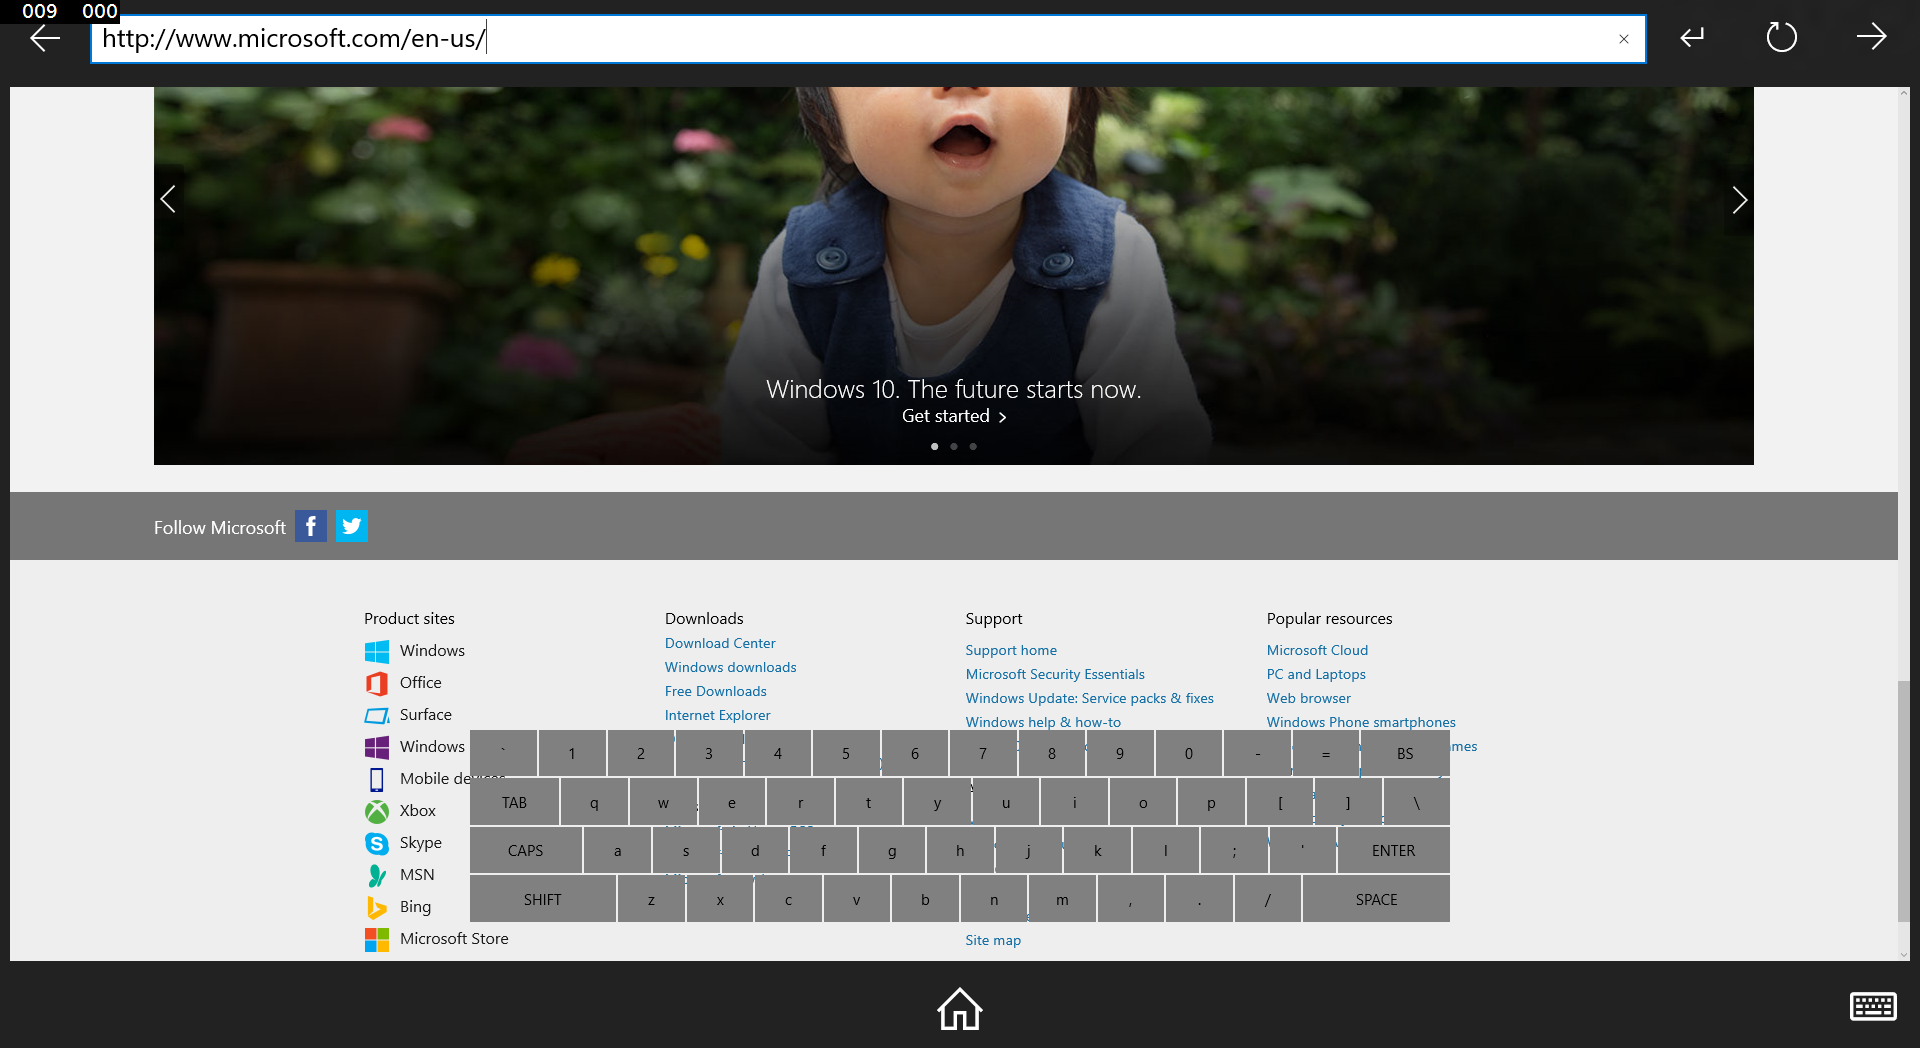 009 000
http://www.microsoft.com/en-us/
Windows 10. The future starts now.
Get started
Follow Microsoft
Product sites
Windows
Office
Surface
Windows
Mobile
Xbox
Skype
MSN
Bing
Microsoft Store
Downloads
Download Center
Windows downloads
Free Downloads
Internet Explorer
Support
Support home
Microsoft Security Essentials
Windows Update: Service packs & fixes
Windows help & how-to
Site map
Popular resources
Microsoft Cloud
PC and Laptops
Web browser
Windows Phone smartphones
` 1 2 3 4 5 6 7 8 9 0 - = BS
TAB q w e r t y u i o p [ ] \
CAPS a s d f g h j k l ; ' ENTER
SHIFT z x c v b n m , . / SPACE